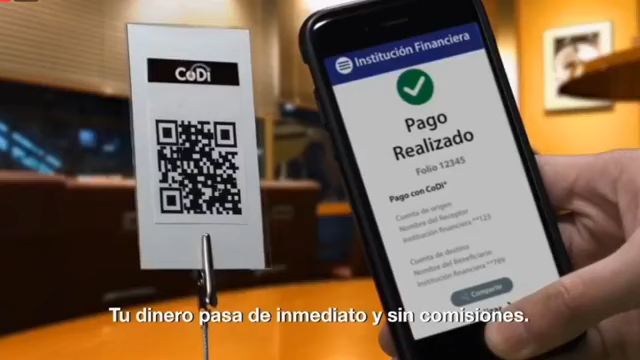 CoDi
Institución Financiera
Pago
Realizado
Folio 12345
Pago con CoDi®
Cuenta de origen
Nombre del Receptor
Institución financiera **123
Cuenta de destino
Nombre del Beneficiario
Institución financiera **789
Compartir
Tu dinero pasa de inmediato y sin comisiones.